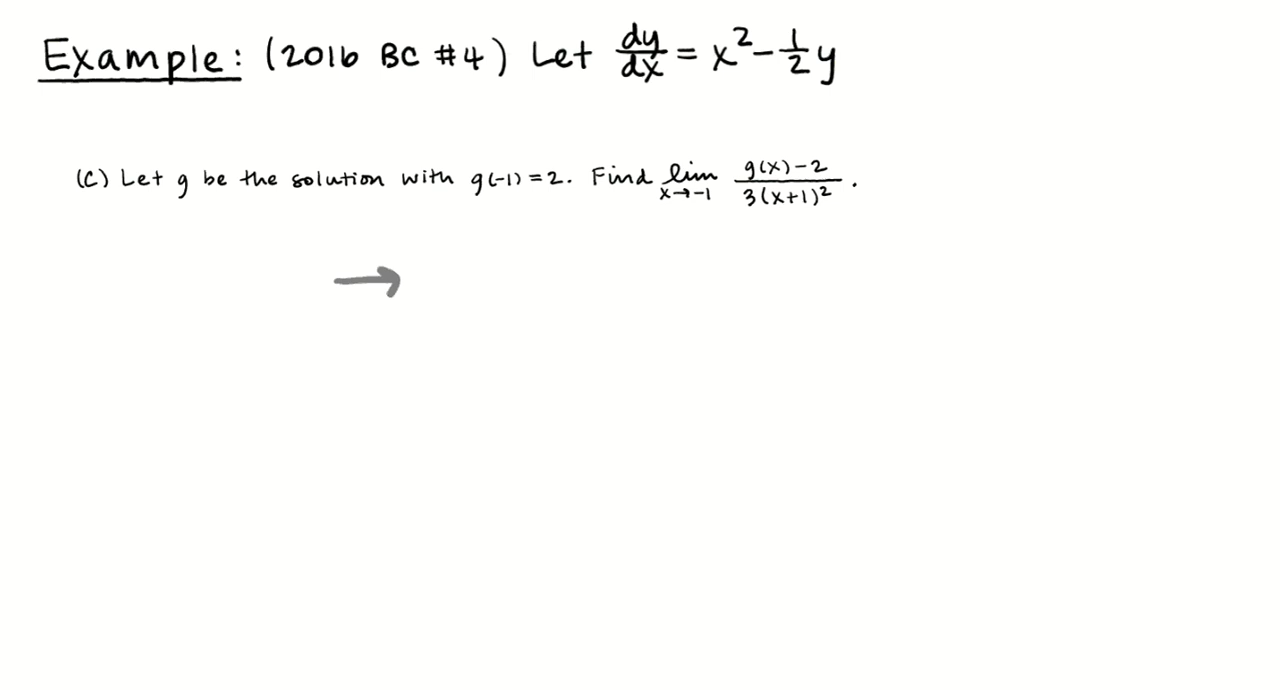 Example: (2016 BC #4) Let dy/dx = x² - 1/2 y
(c) Let g be the solution with g(-1) = 2. Find lim x→-1 g(x)-2 / 3(x+1)².
→